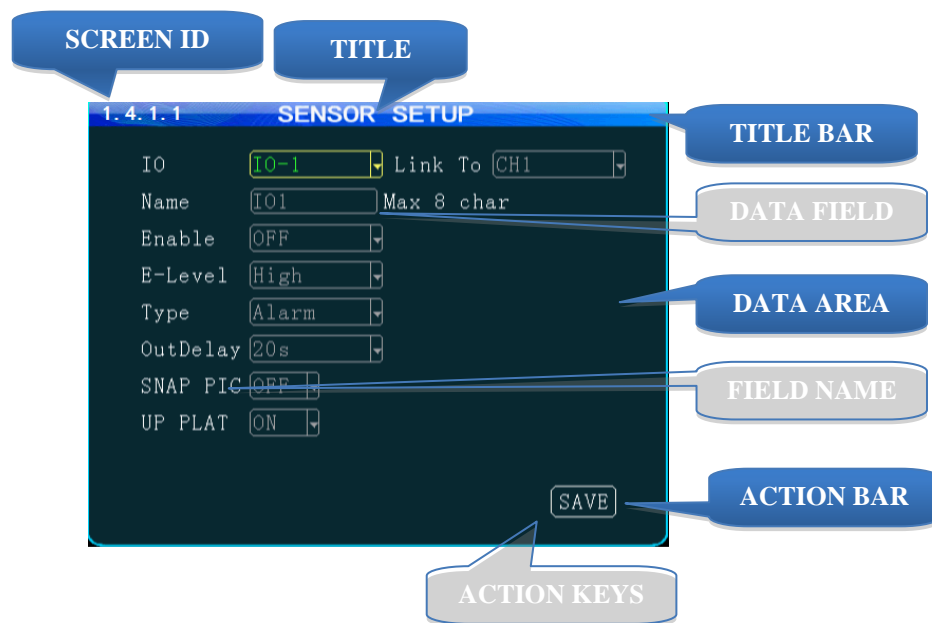 SCREEN ID
TITLE
1.4.1.1 SENSOR SETUP
TITLE BAR
IO IO-1 Link To CH1
Name IO1 Max 8 char
DATA FIELD
Enable OFF
E-Level High
DATA AREA
Type Alarm
OutDelay 20s
SNAP PIC OFF
FIELD NAME
UP PLAT ON
SAVE
ACTION BAR
ACTION KEYS